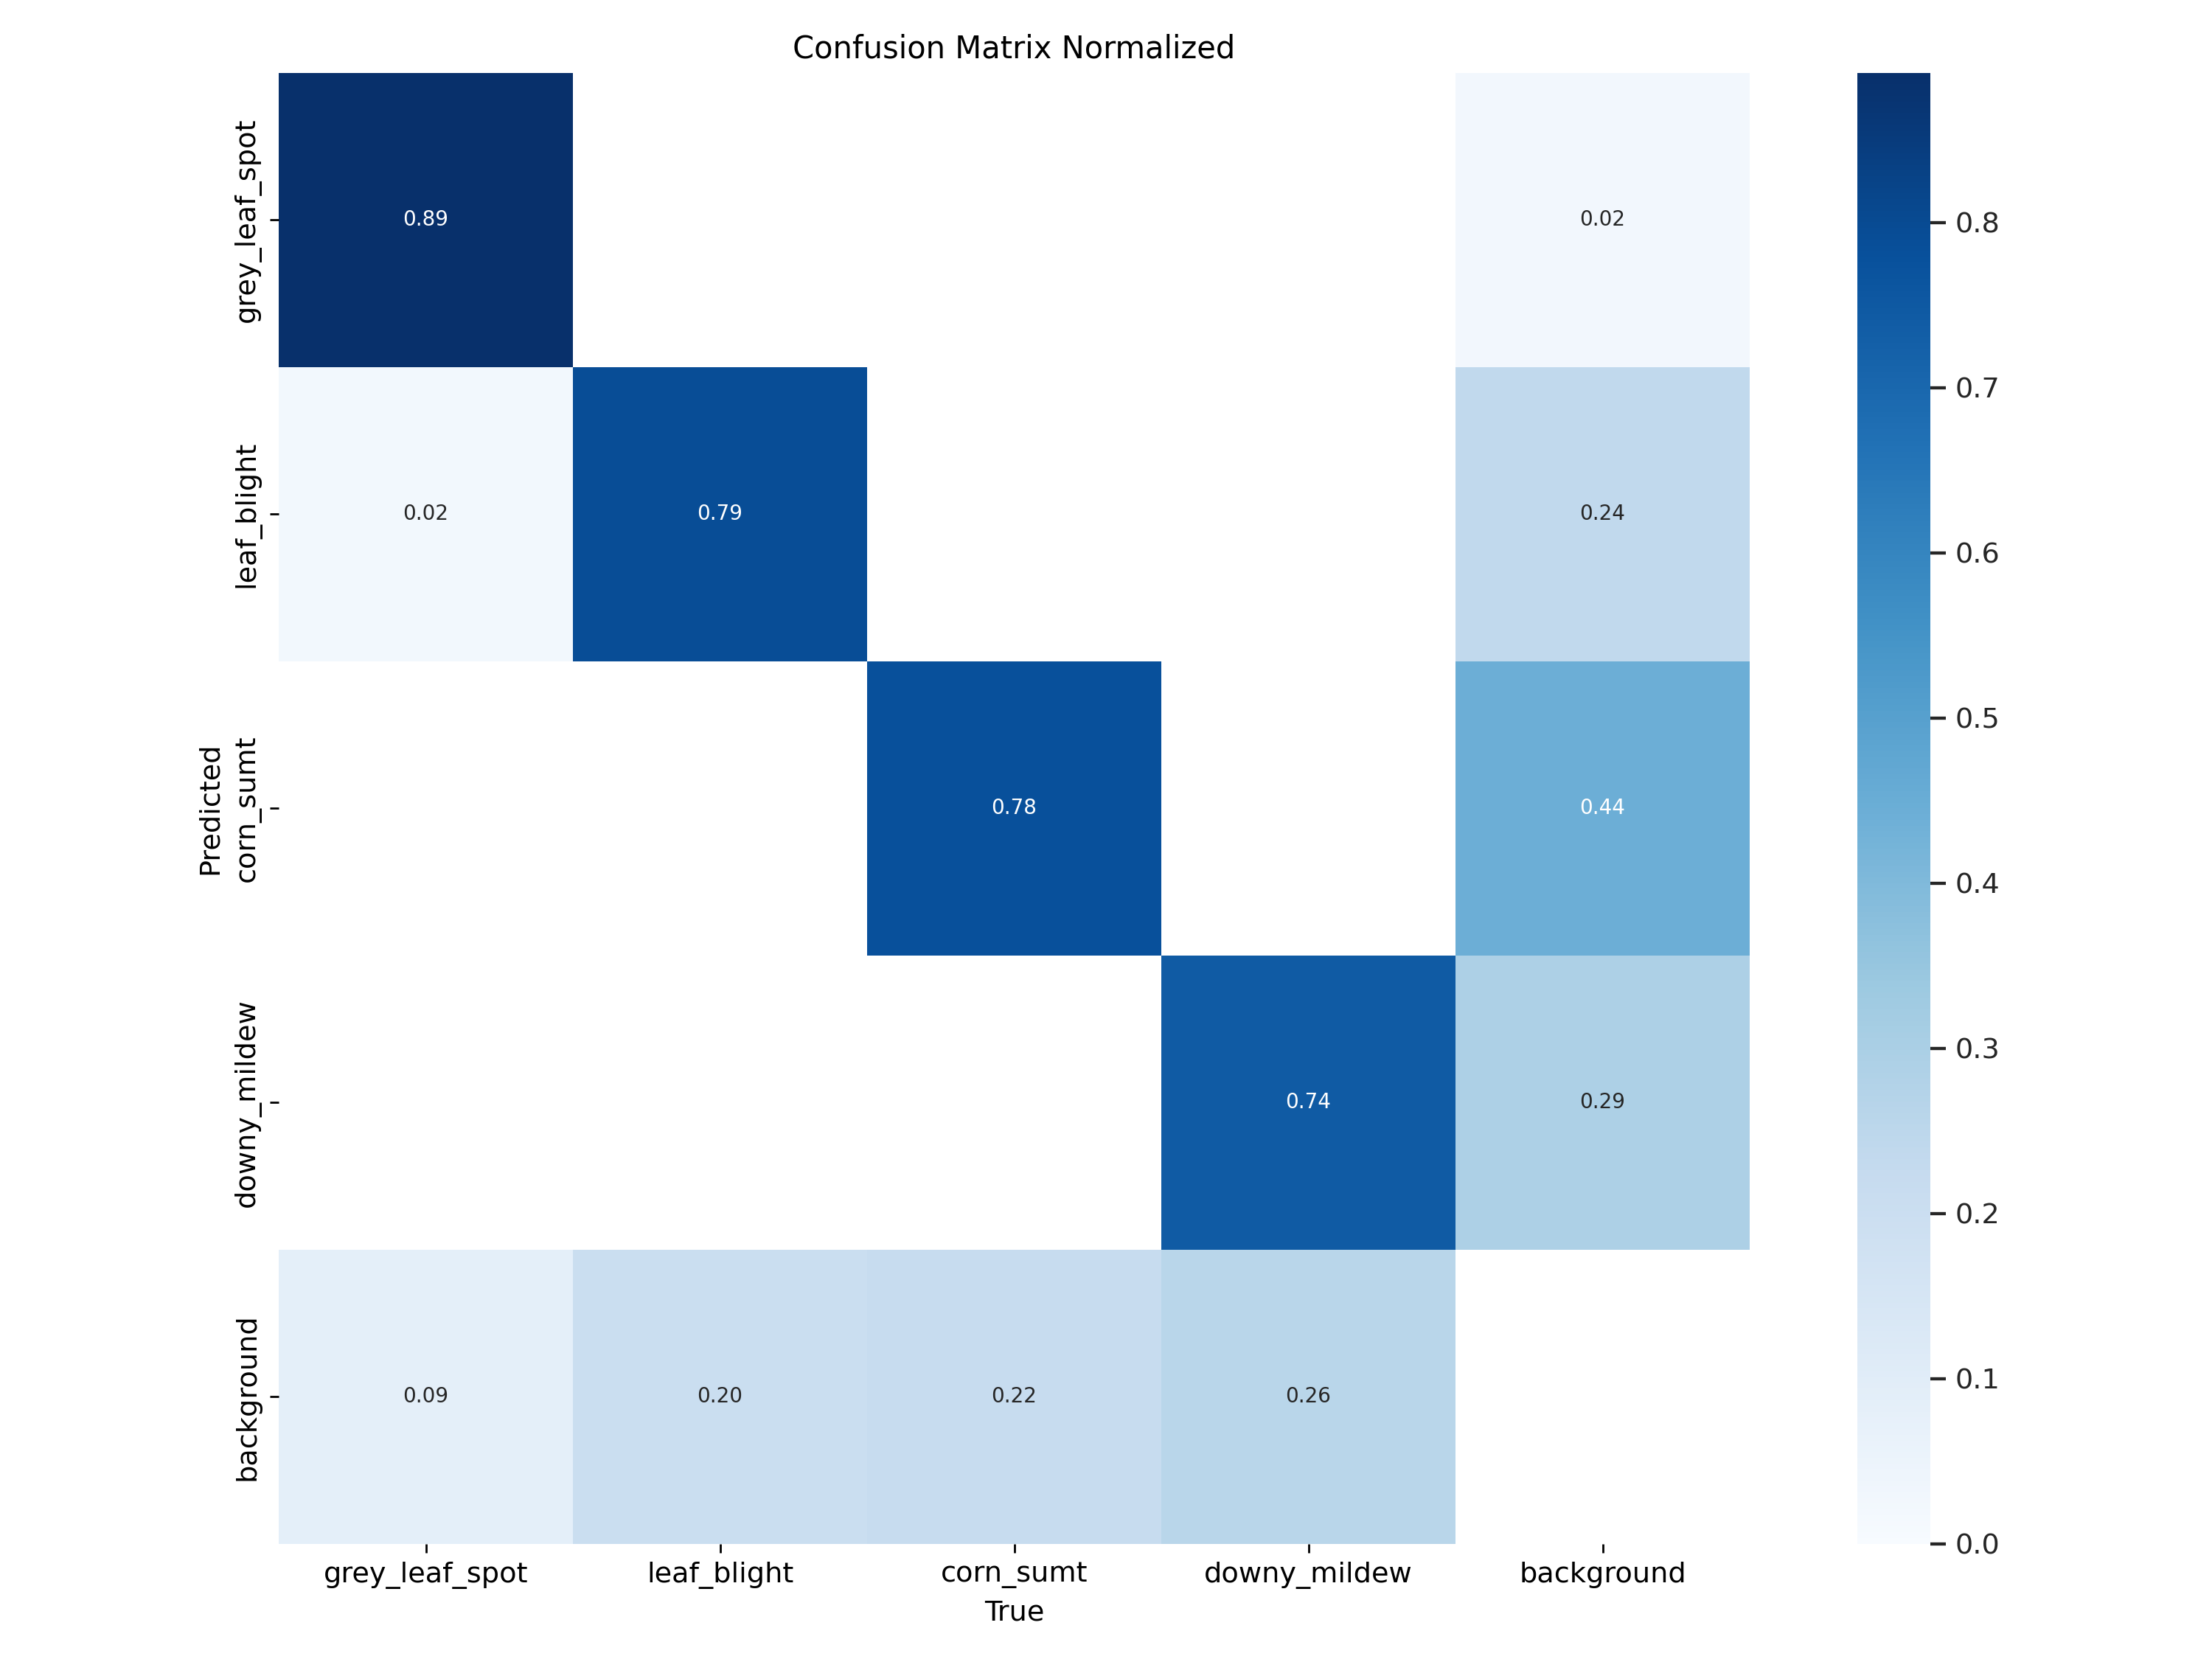 Confusion Matrix Normalized
grey_leaf_spot
0.89
0.02
0.8
0.7
leaf_blight
0.02
0.79
0.24
0.6
0.5
Predicted
corn_sumt
0.78
0.44
0.4
0.3
downy_mildew
0.74
0.29
0.2
background
0.09
0.20
0.22
0.26
0.1
0.0
grey_leaf_spot
leaf_blight
corn_sumt
downy_mildew
background
True